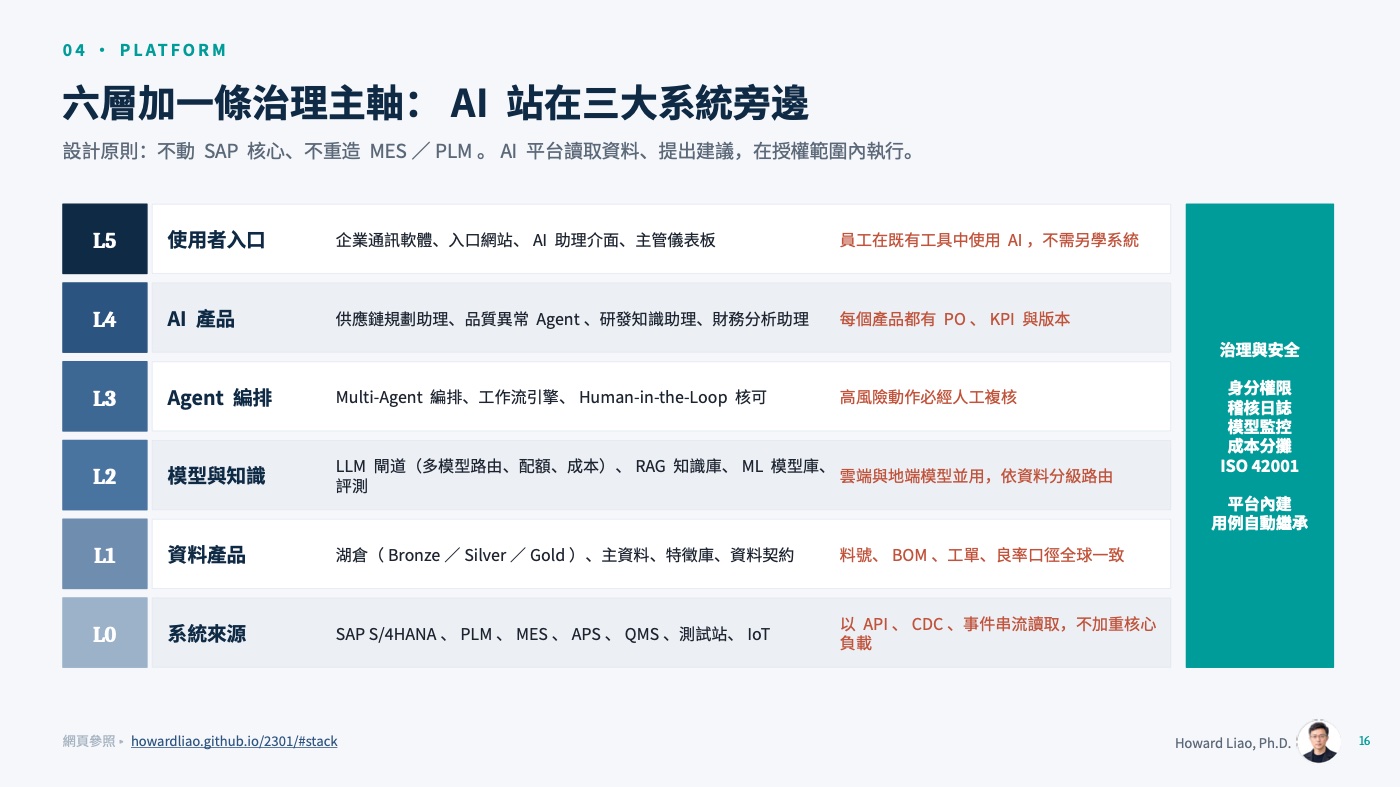 04 • PLATFORM
六層加一條治理主軸： AI 站在三大系統旁邊
設計原則：不動 SAP 核心、不重造 MES ／ PLM 。 AI 平台讀取資料、提出建議，在授權範圍內執行。
L5
使用者入口
企業通訊軟體、入口網站、 AI 助理介面、主管儀表板
員工在既有工具中使用 AI ，不需另學系統
L4
AI 產品
供應鏈規劃助理、品質異常 Agent 、研發知識助理、財務分析助理
每個產品都有 PO 、 KPI 與版本
L3
Agent 編排
Multi-Agent 編排、工作流引擎、 Human-in-the-Loop 核可
高風險動作必經人工複核
L2
模型與知識
LLM 閘道（多模型路由、配額、成本）、 RAG 知識庫、 ML 模型庫、
評測
雲端與地端模型並用，依資料分級路由
L1
資料產品
湖倉（ Bronze ／ Silver ／ Gold ）、主資料、特徵庫、資料契約
料號、 BOM 、工單、良率口徑全球一致
L0
系統來源
SAP S/4HANA 、 PLM 、 MES 、 APS 、 QMS 、測試站、 IoT
以 API 、 CDC 、事件串流讀取，不加重核心
負載
治理與安全
身分權限
稽核日誌
模型監控
成本分攤
ISO 42001
平台內建
用例自動繼承
網頁參照 ▸ howardliao.github.io/2301/#stack
Howard Liao, Ph.D.
16